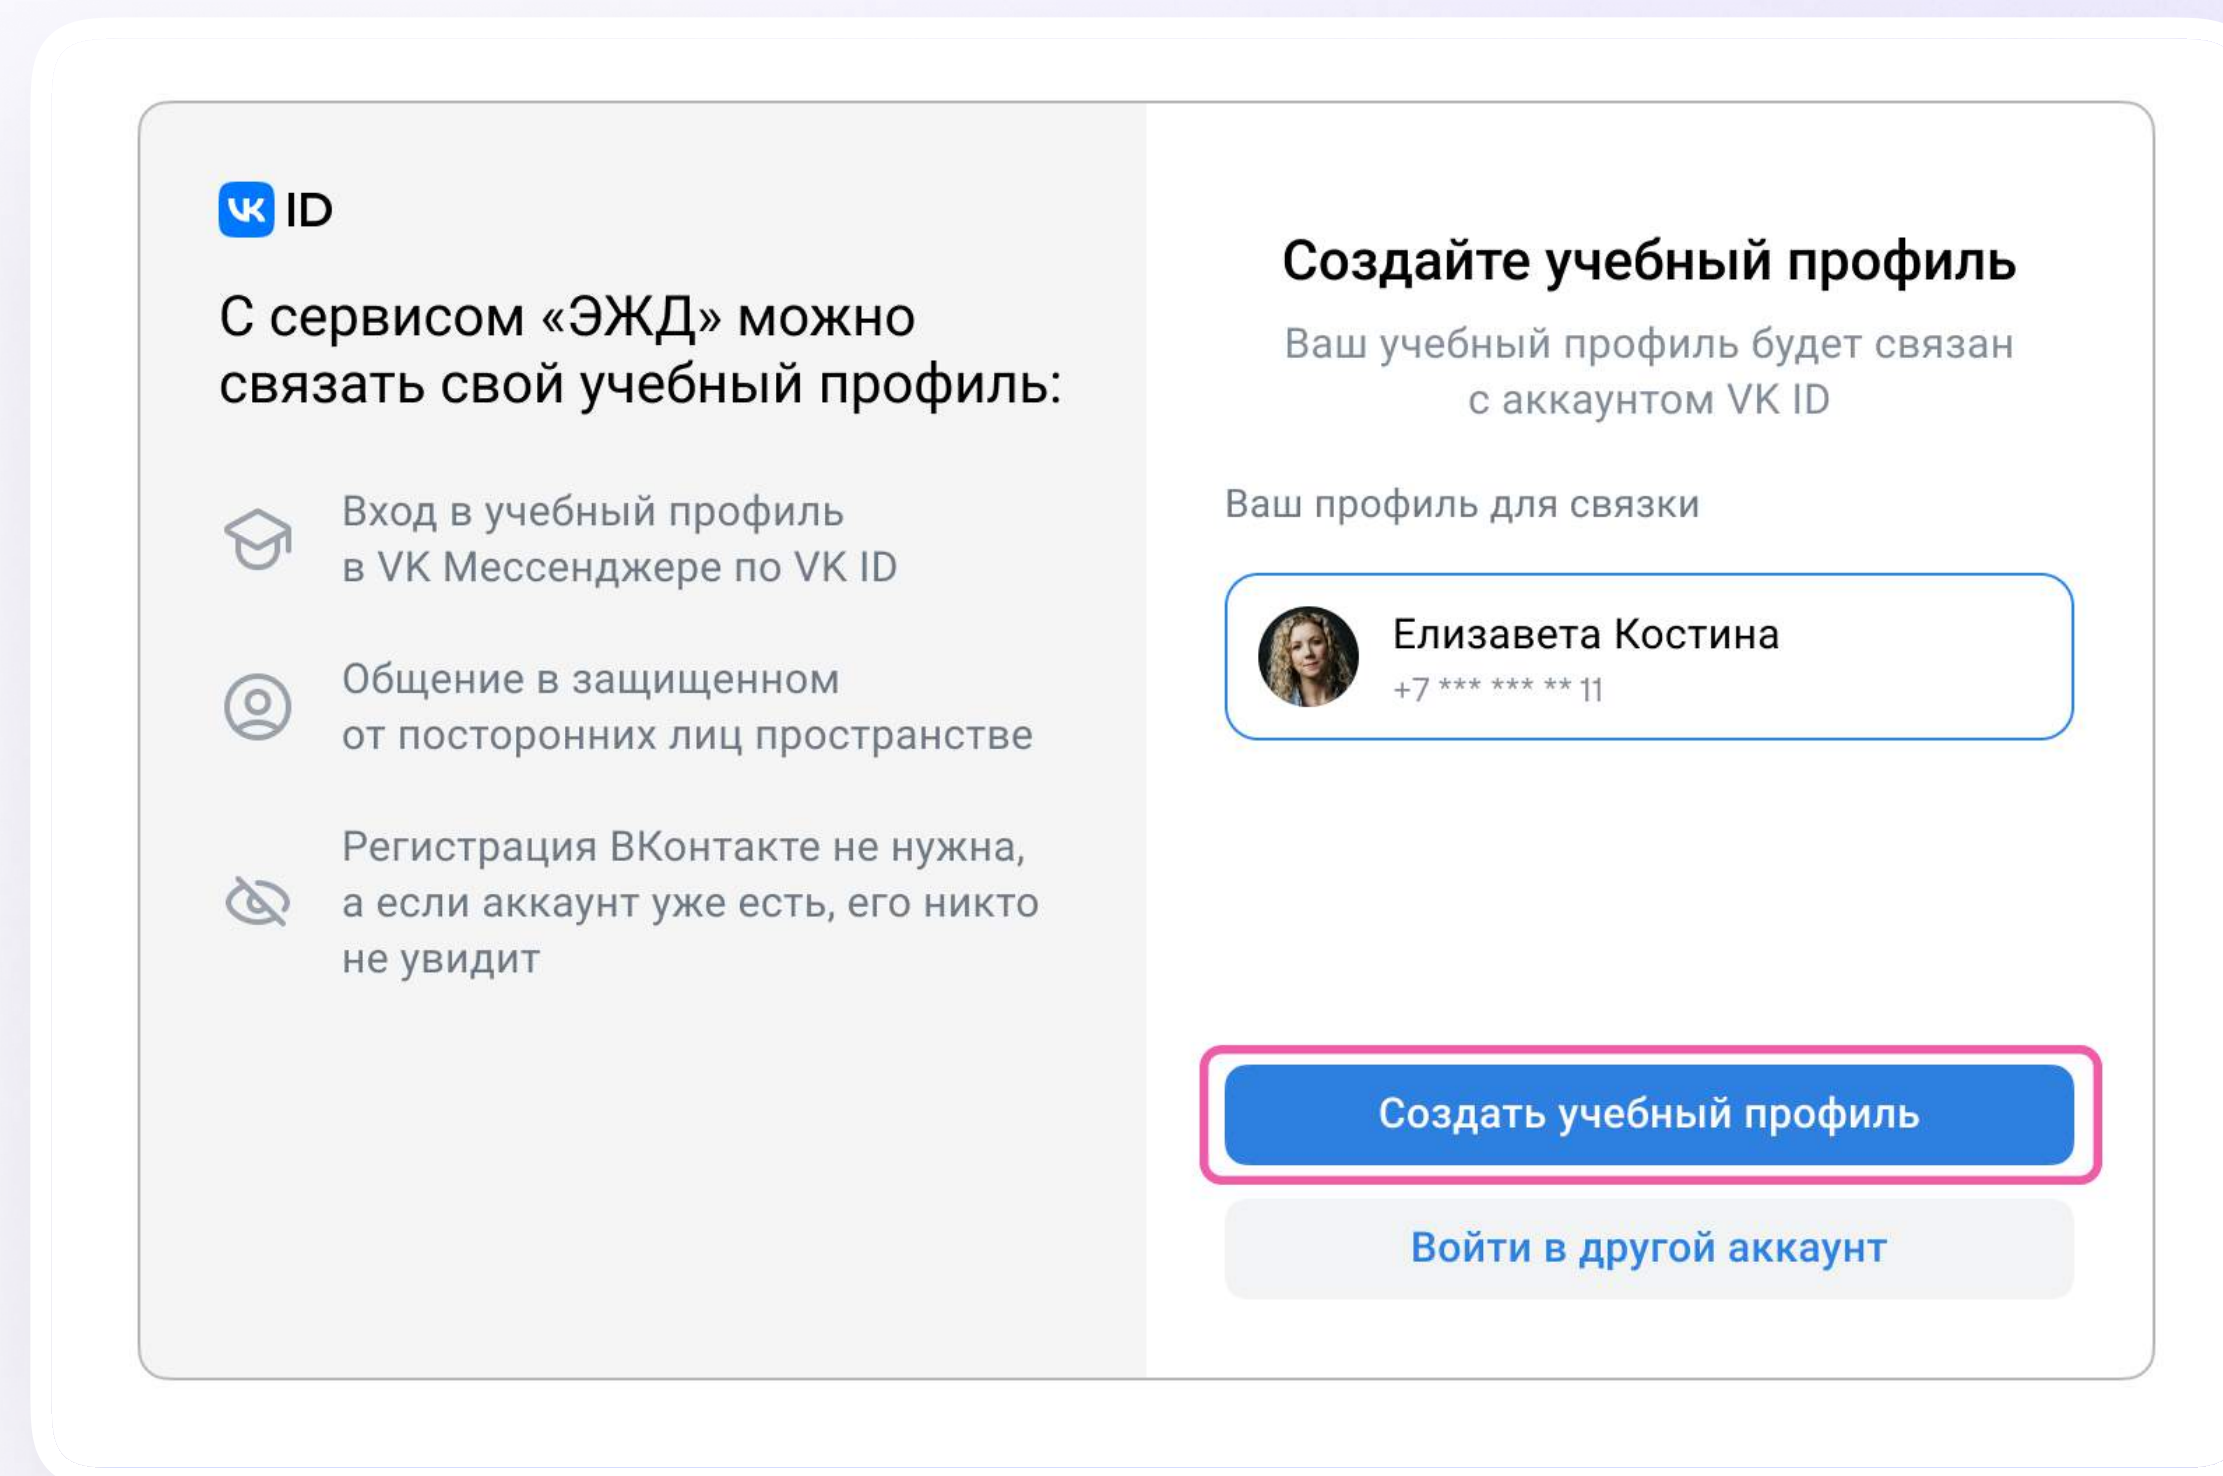 VK ID
С сервисом «ЭЖД» можно
связать свой учебный профиль:
Вход в учебный профиль
в VK Мессенджере по VK ID
Общение в защищенном
от посторонних лиц пространстве
Регистрация ВКонтакте не нужна,
а если аккаунт уже есть, его никто
не увидит
Создайте учебный профиль
Ваш учебный профиль будет связан
с аккаунтом VK ID
Ваш профиль для связки
Елизавета Костина
+7 *** *** ** 11
Создать учебный профиль
Войти в другой аккаунт